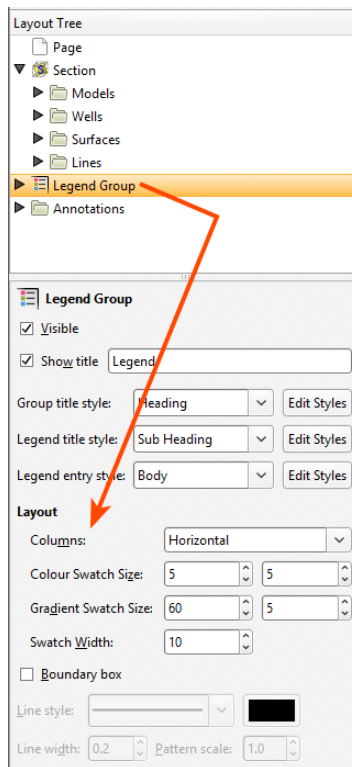 Layout Tree
Page
Section
Models
Wells
Surfaces
Lines
Legend Group
Annotations
Legend Group
Visible
Show title Legend
Group title style: Heading Edit Styles
Legend title style: Sub Heading Edit Styles
Legend entry style: Body Edit Styles
Layout
Columns: Horizontal
Colour Swatch Size: 5 5
Gradient Swatch Size: 60 5
Swatch Width: 10
Boundary box
Line style:
Line width: 0.2 Pattern scale: 1.0